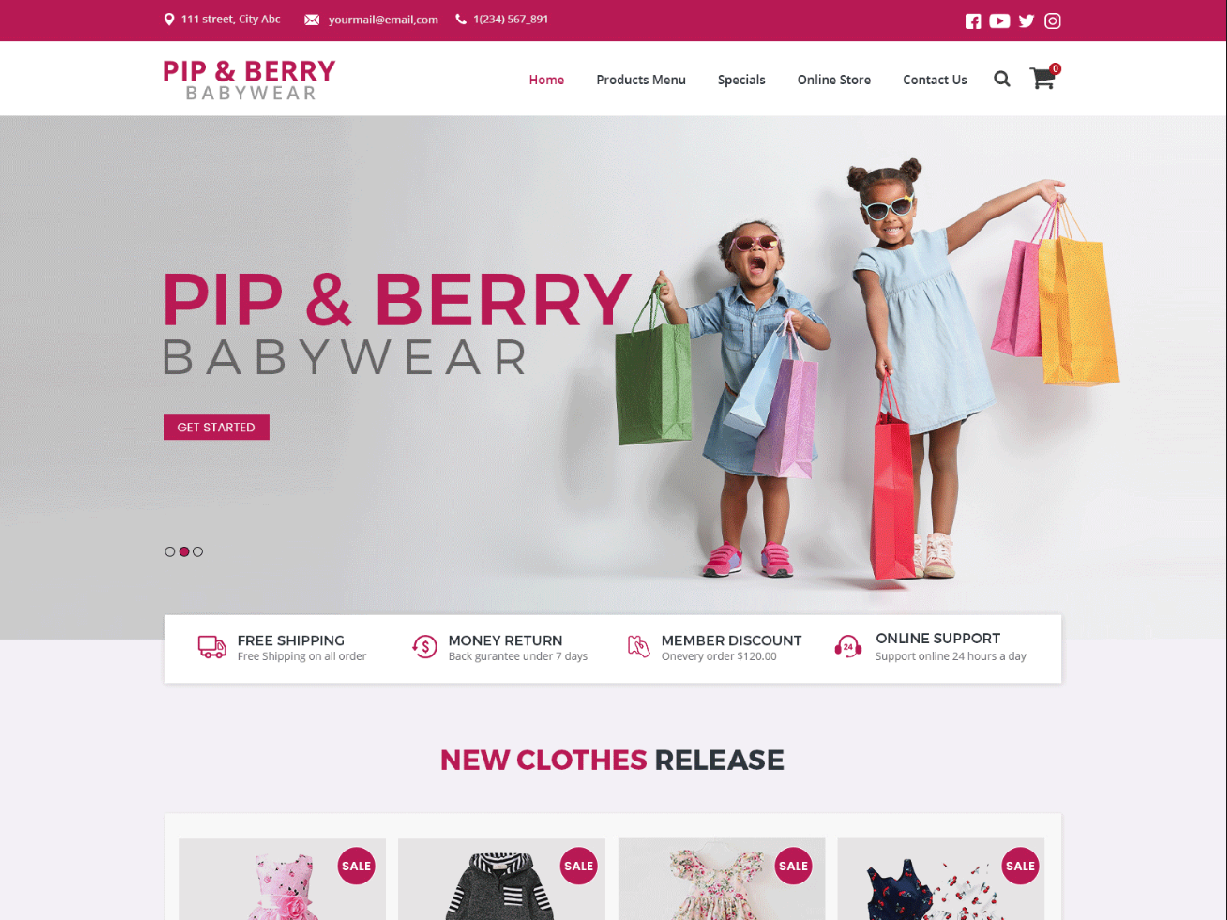 111 street, City Abc
yourmail@email,com
1(234) 567_891
PIP & BERRY
BABYWEAR
Home
Products Menu
Specials
Online Store
Contact Us
0
PIP & BERRY
BABYWEAR
GET STARTED
FREE SHIPPING
Free Shipping on all order
MONEY RETURN
Back gurantee under 7 days
MEMBER DISCOUNT
Onevery order $120.00
24
ONLINE SUPPORT
Support online 24 hours a day
NEW CLOTHES RELEASE
SALE
SALE
SALE
SALE